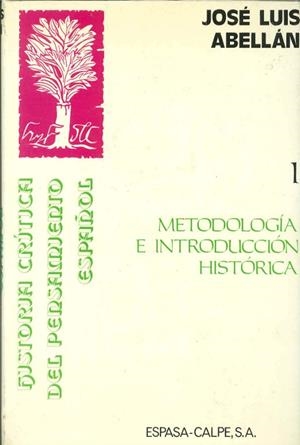 JOSÉ LUIS
ABELLÁN
1
METODOLOGÍA
E INTRODUCCIÓN
HISTÓRICA
HISTORIA CRÍTICA
DEL PENSAMIENTO
ESPAÑOL
ESPASA-CALPE, S.A.